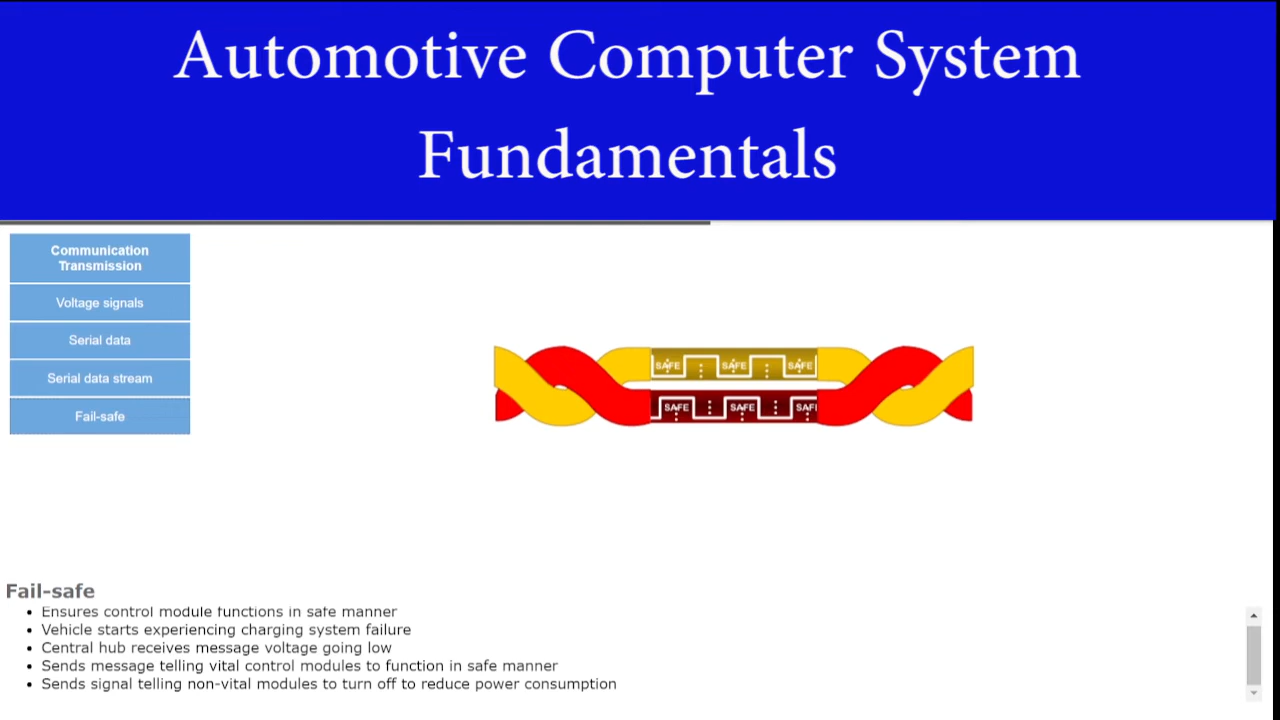 Automotive Computer System
Fundamentals
Communication
Transmission
Voltage signals
Serial data
Serial data stream
Fail-safe
SAFE SAFE SAFE
SAFE SAFE SAFE
Fail-safe
• Ensures control module functions in safe manner
• Vehicle starts experiencing charging system failure
• Central hub receives message voltage going low
• Sends message telling vital control modules to function in safe manner
• Sends signal telling non-vital modules to turn off to reduce power consumption